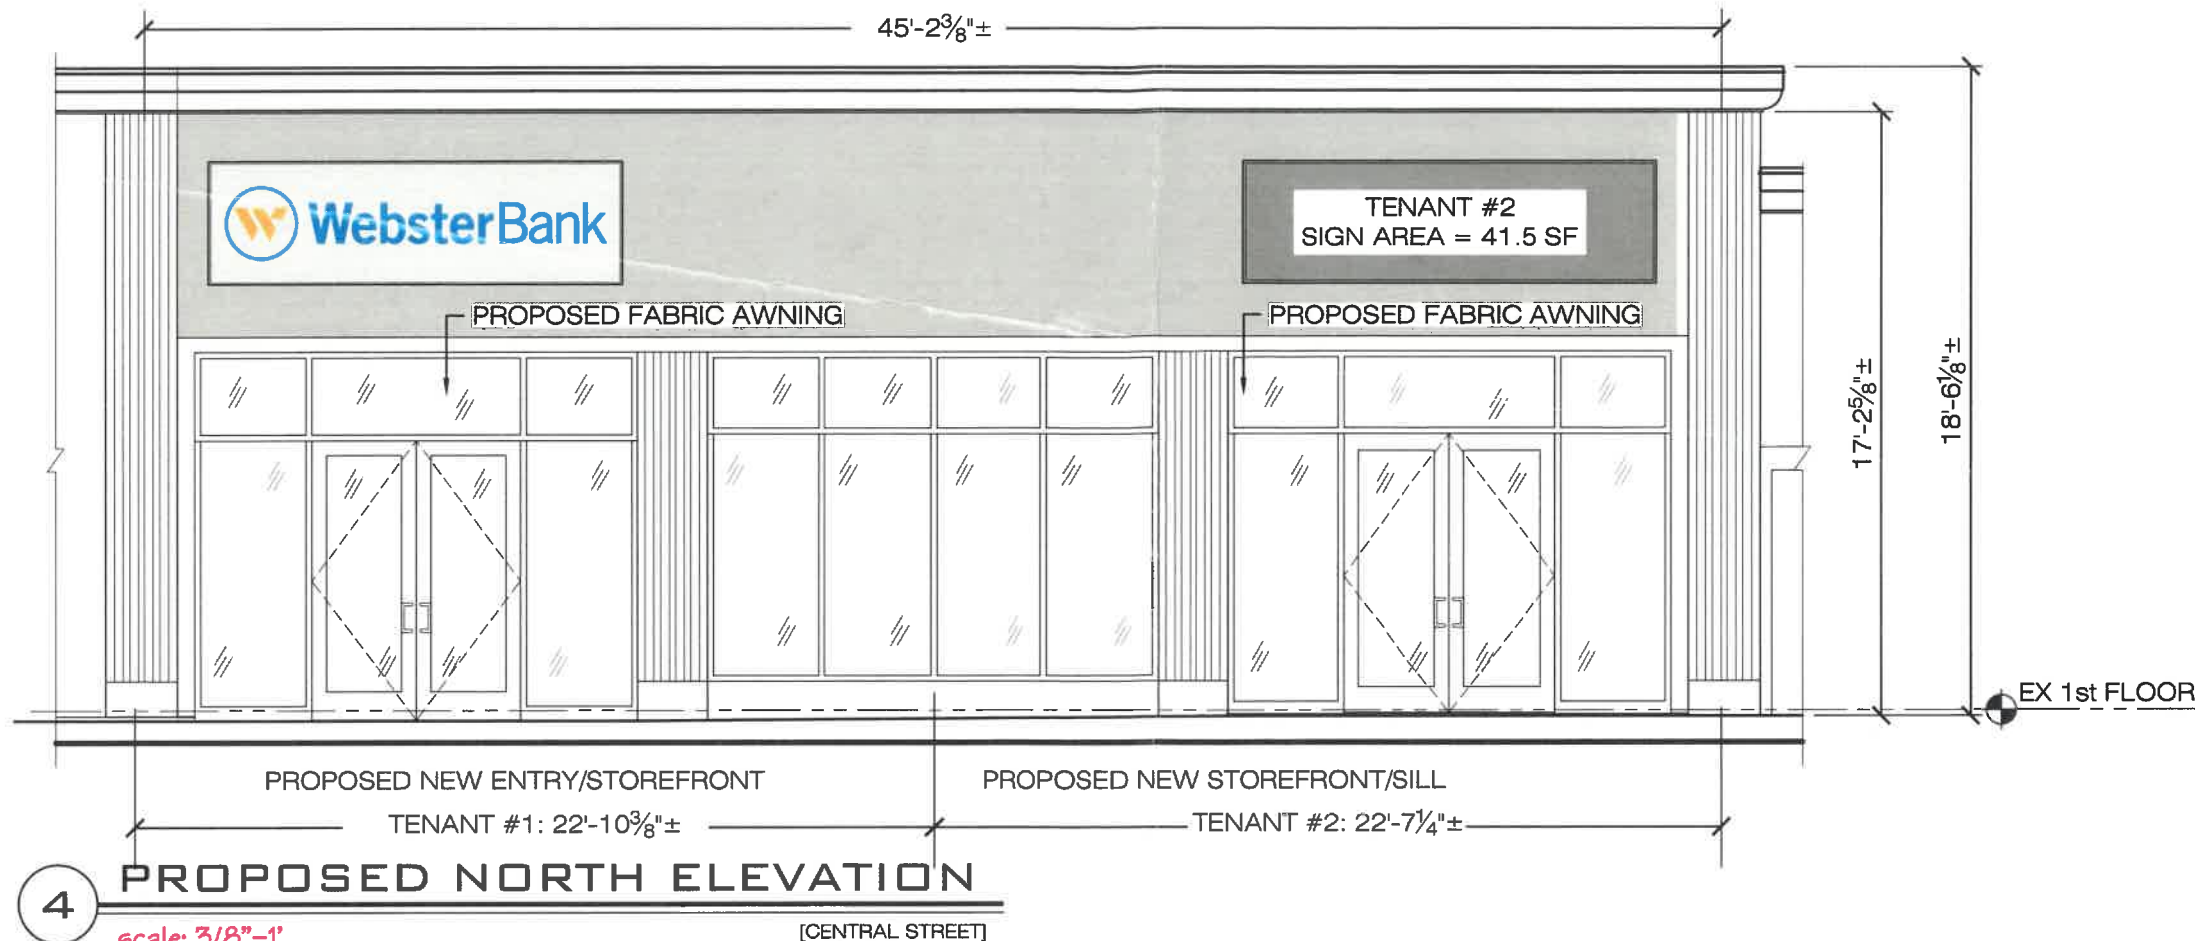 45'-2⅜"±
W WebsterBank
TENANT #2
SIGN AREA = 41.5 SF
PROPOSED FABRIC AWNING
PROPOSED FABRIC AWNING
17'-2⅝"±
18'-6⅛"±
EX 1st FLOOR
PROPOSED NEW ENTRY/STOREFRONT
PROPOSED NEW STOREFRONT/SILL
TENANT #1: 22'-10⅜"±
TENANT #2: 22'-7¼"±
4
PROPOSED NORTH ELEVATION
scale: 3/8"-1'
[CENTRAL STREET]